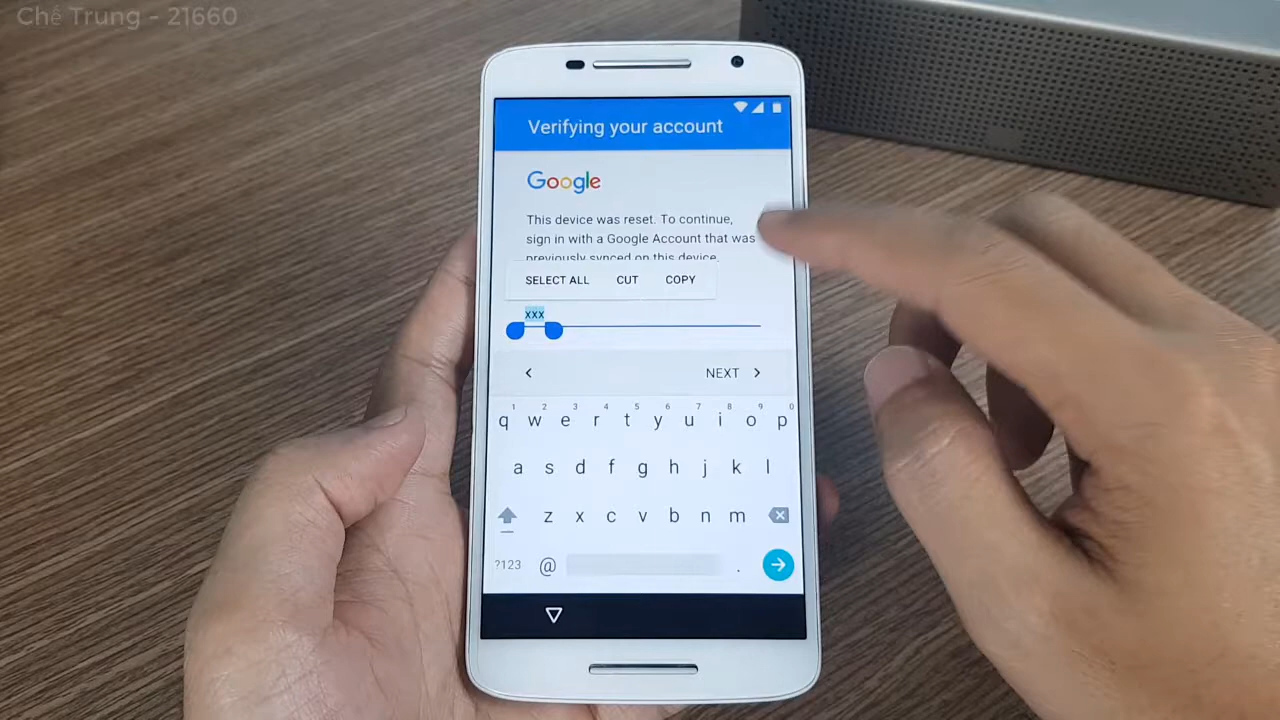 Chế Trung - 21660
Verifying your account
Google
This device was reset. To continue,
sign in with a Google Account that was
previously synced on this device.
SELECT ALL CUT COPY
xxx
NEXT
1 2 3 4 5 6 7 8 9 0
q w e r t y u i o p
a s d f g h j k l
z x c v b n m
?123 @ .